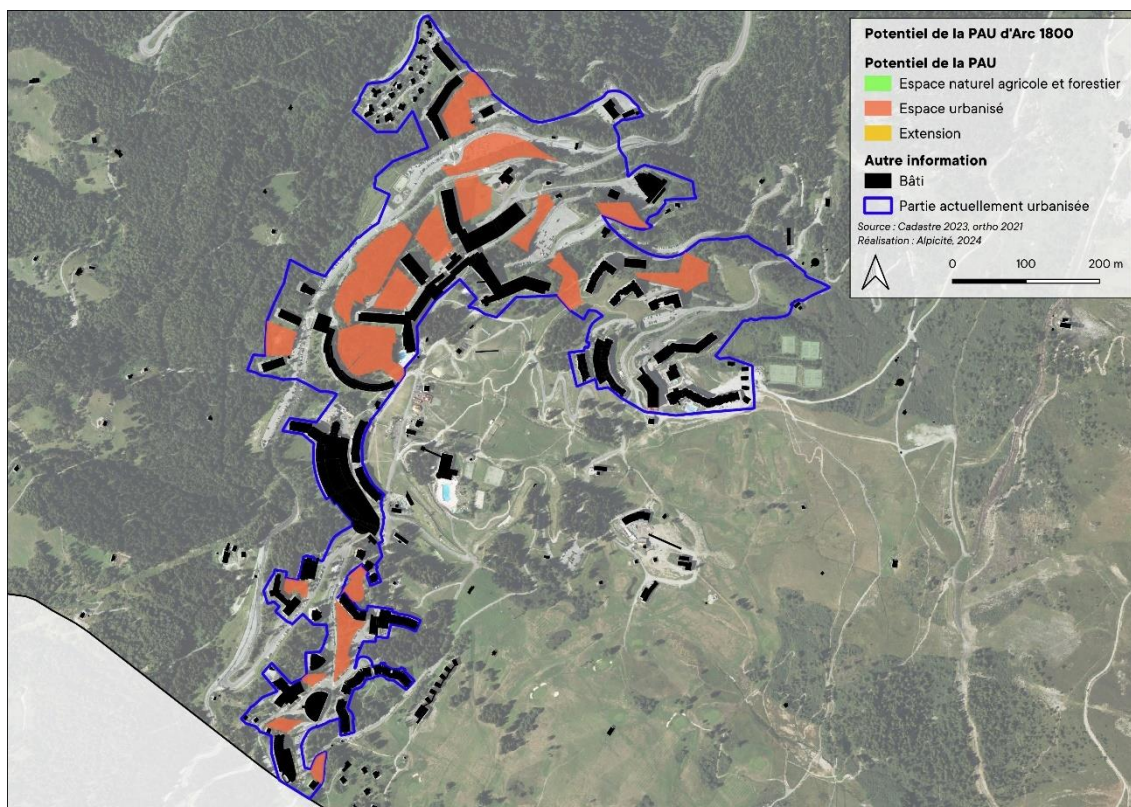 Potentiel de la PAU d'Arc 1800
Potentiel de la PAU
Espace naturel agricole et forestier
Espace urbanisé
Extension
Autre information
Bâti
Partie actuellement urbanisée
Source : Cadastre 2023, ortho 2021
Réalisation : Alpicité, 2024
0 100 200 m